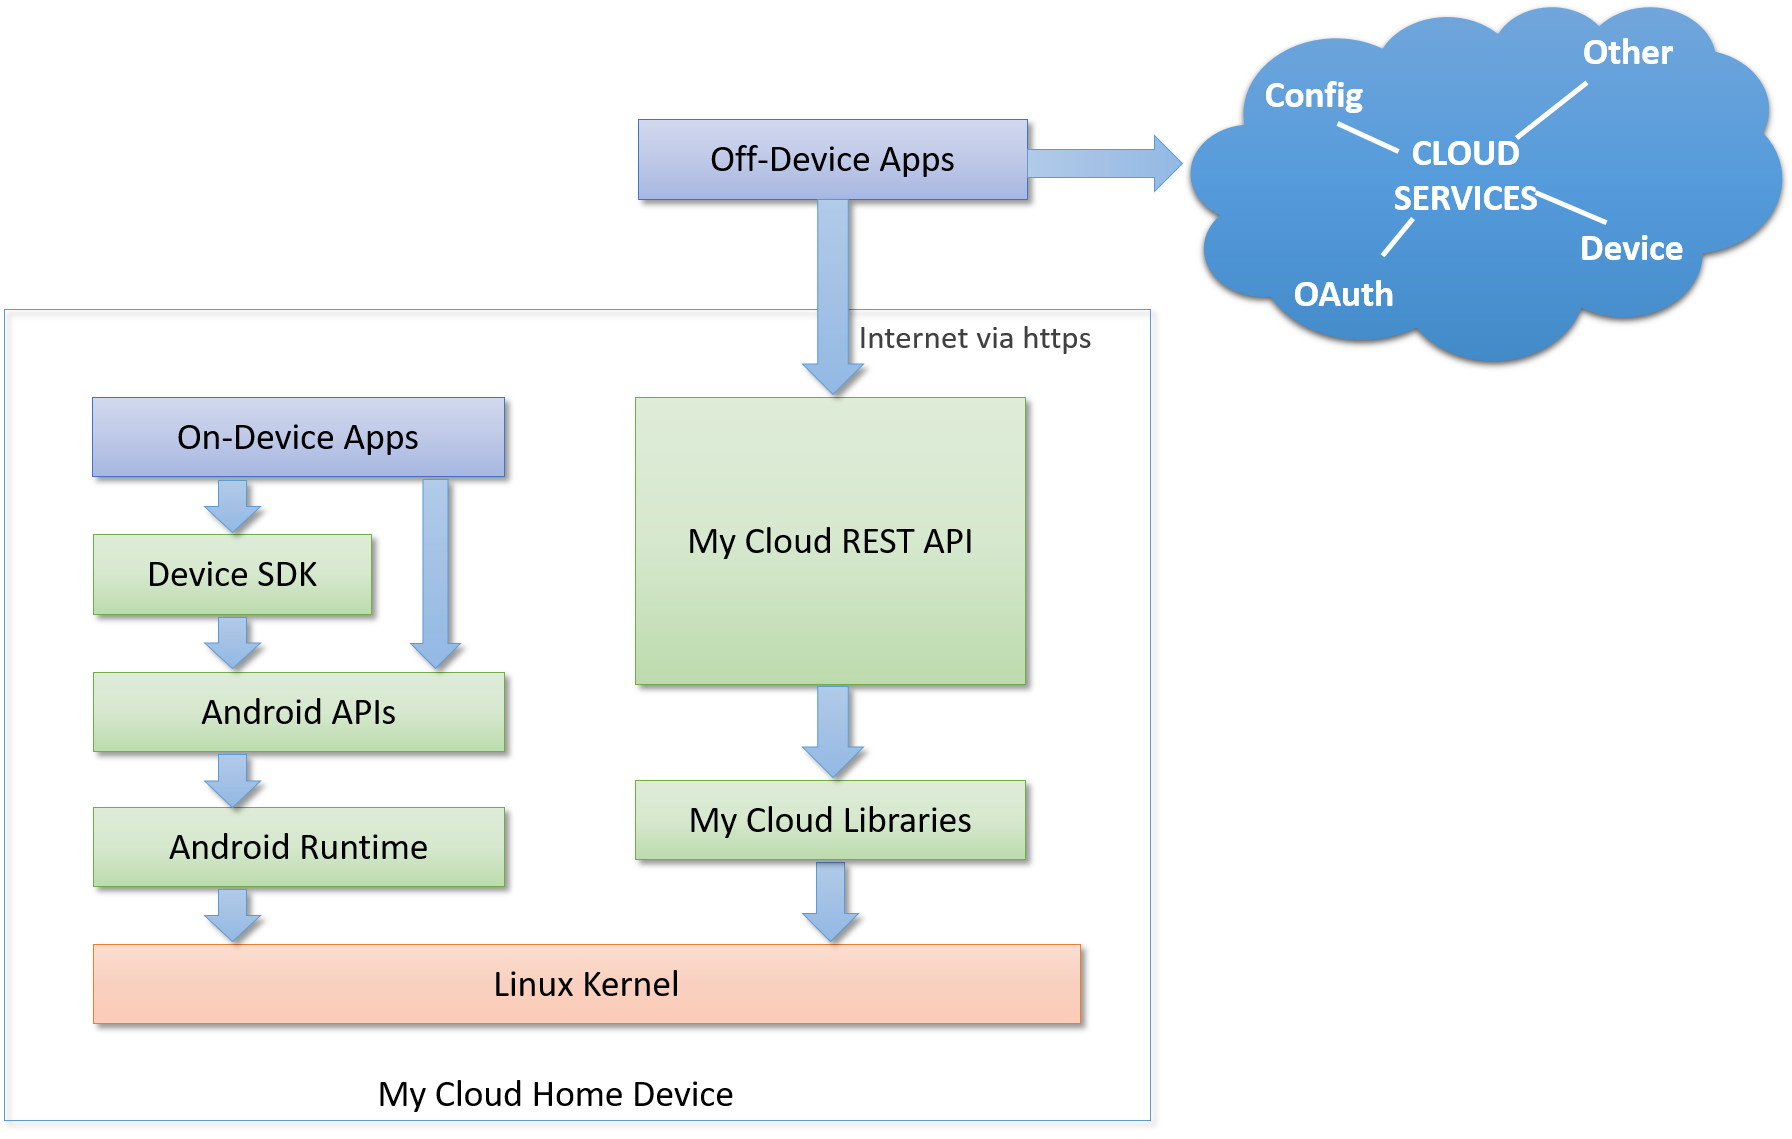 Other
Config
CLOUD
SERVICES
Device
OAuth
Off-Device Apps
Internet via https
On-Device Apps
Device SDK
Android APIs
Android Runtime
My Cloud REST API
My Cloud Libraries
Linux Kernel
My Cloud Home Device